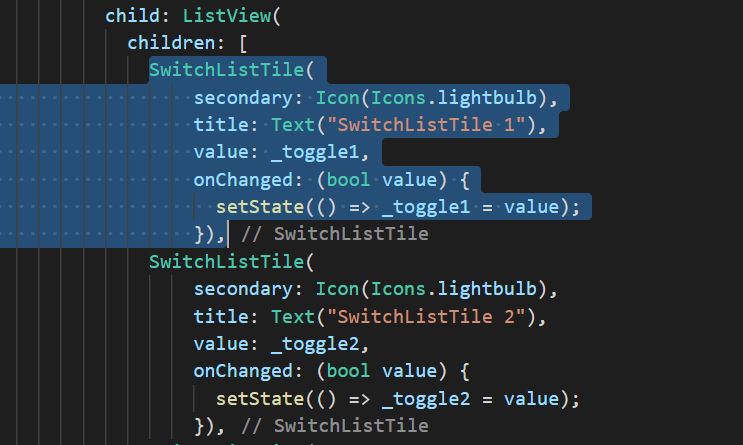 child: ListView(
children: [
SwitchListTile(
secondary: Icon(Icons.lightbulb),
title: Text("SwitchListTile 1"),
value: _toggle1,
onChanged: (bool value) {
setState(() => _toggle1 = value);
}), // SwitchListTile
SwitchListTile(
secondary: Icon(Icons.lightbulb),
title: Text("SwitchListTile 2"),
value: _toggle2,
onChanged: (bool value) {
setState(() => _toggle2 = value);
}), // SwitchListTile